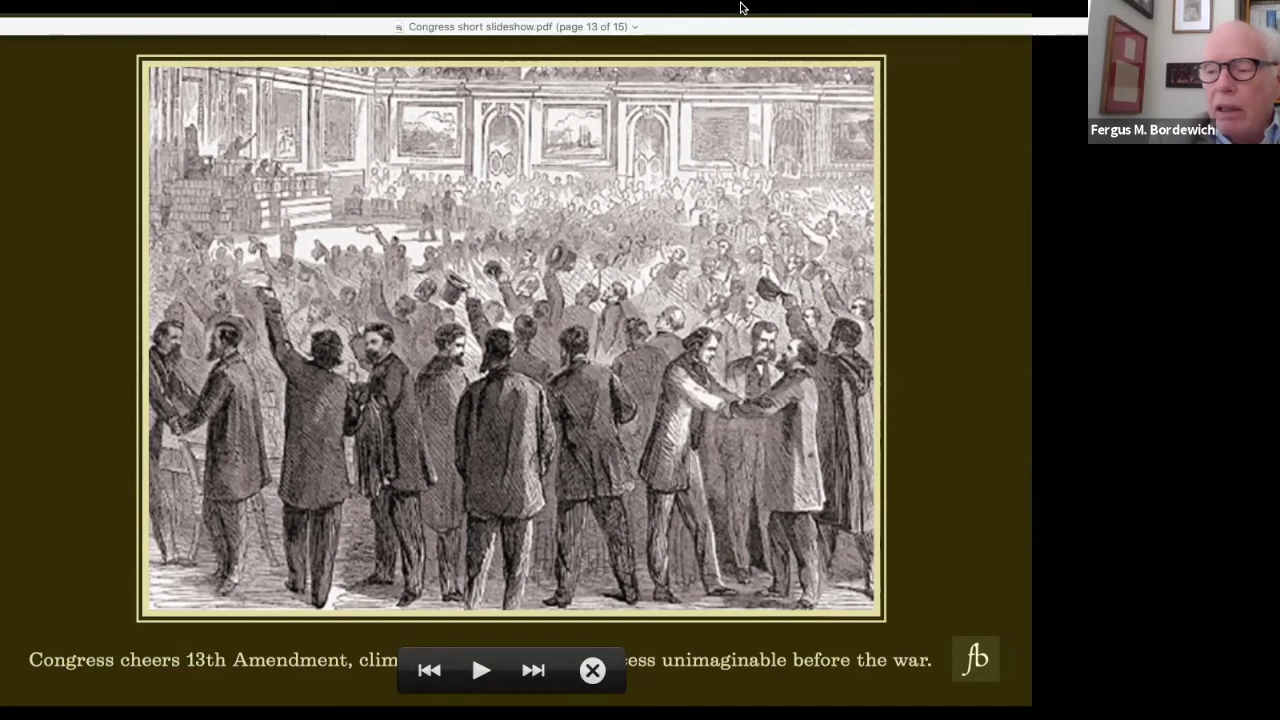 Congress short slideshow.pdf (page 13 of 15)
Fergus M. Bordewich
Congress cheers 13th Amendment, clim
cess unimaginable before the war.
fb